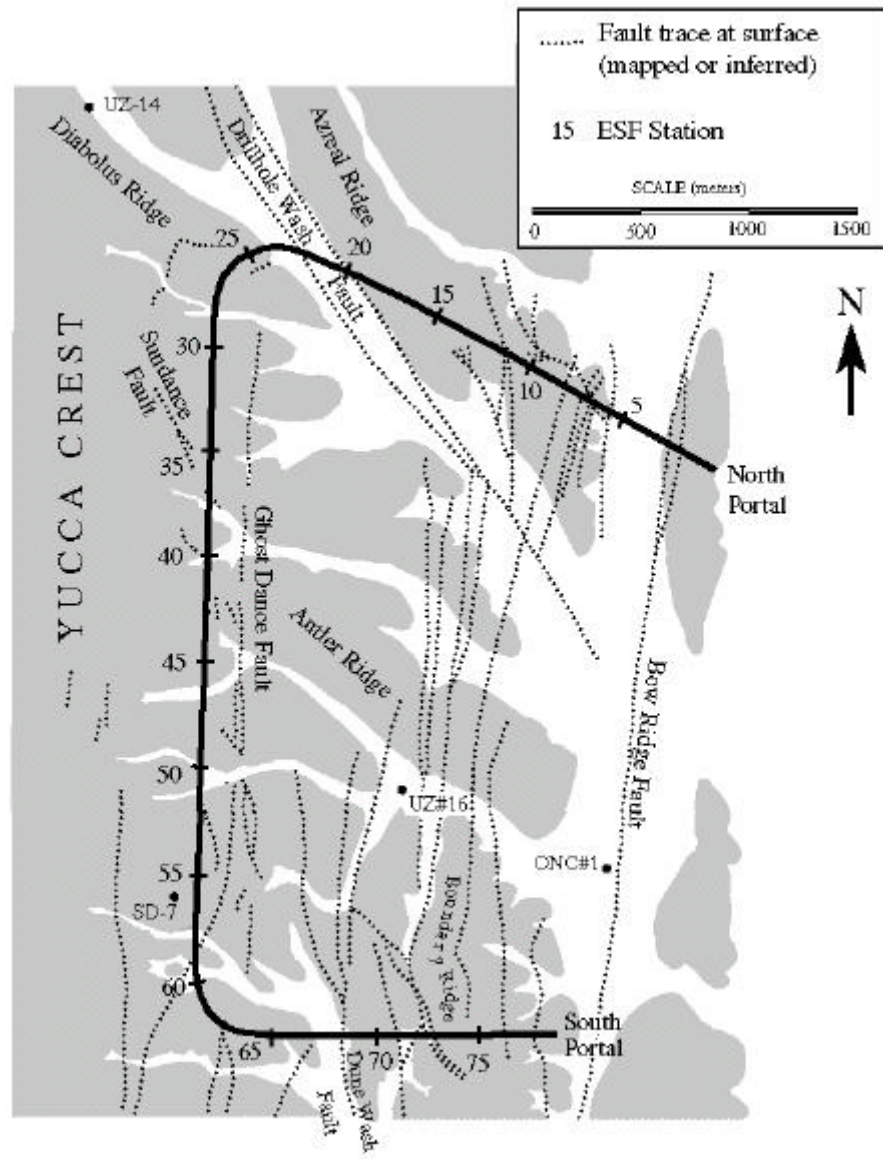 Fault trace at surface
(mapped or inferred)
15 ESF Station
SCALE (meters)
0 500 1000 1500
UZ-14
Diabolus Ridge
Drillhole Wash
Fault
Azreal Ridge
N
25
20
15
10
5
North
Portal
YUCCA CREST
Sundance
Fault
30
35
40
45
50
55
60
Ghost Dance Fault
Antler Ridge
Bow Ridge Fault
UZ#16
ONC#1
SD-7
Boundary Ridge
South
Portal
65
70
75
Dune Wash
Fault